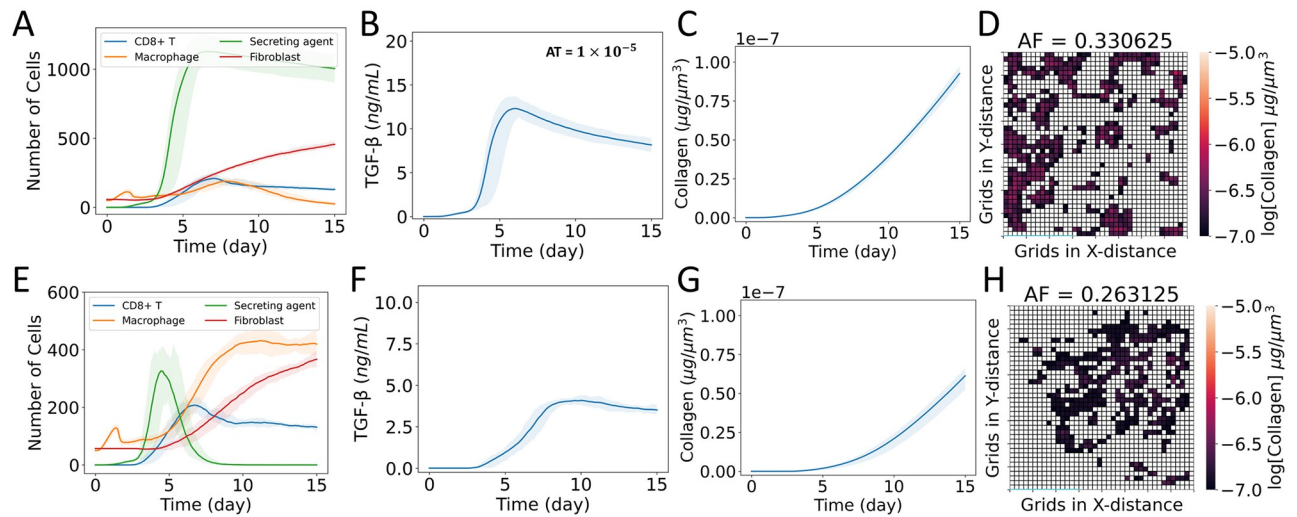 A
CD8+ T
Secreting agent
Macrophage
Fibroblast
1000
500
0
Number of Cells
0 5 10 15
Time (day)
B
AT = 1 × 10⁻⁵
20
15
10
5
0
TGF-β (ng/mL)
0 5 10 15
Time (day)
C
1e−7
1.00
0.75
0.50
0.25
0.00
Collagen (μg/μm³)
0 5 10 15
Time (day)
D
AF = 0.330625
Grids in Y-distance
Grids in X-distance
−5.0
−5.5
−6.0
−6.5
−7.0
log[Collagen] μg/μm³
E
CD8+ T
Secreting agent
Macrophage
Fibroblast
600
400
200
0
Number of Cells
0 5 10 15
Time (day)
F
10.0
7.5
5.0
2.5
0.0
TGF-β (ng/mL)
0 5 10 15
Time (day)
G
1e−7
1.00
0.75
0.50
0.25
0.00
Collagen (μg/μm³)
0 5 10 15
Time (day)
H
AF = 0.263125
Grids in Y-distance
Grids in X-distance
−5.0
−5.5
−6.0
−6.5
−7.0
log[Collagen] μg/μm³